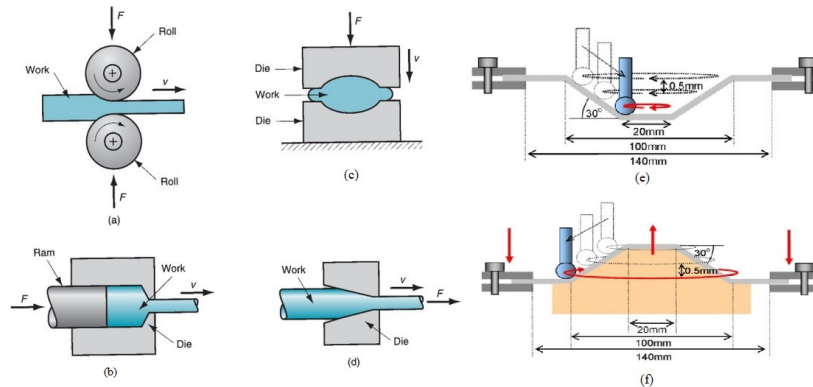 F
Roll
Work
v
F
Roll
(a)
Ram
Work
v
F
Die
(b)
F
Die
v
Work
Die
(c)
Work
v
F
Die
(d)
0.5mm
30°
20mm
100mm
140mm
(e)
30°
0.5mm
20mm
100mm
140mm
(f)